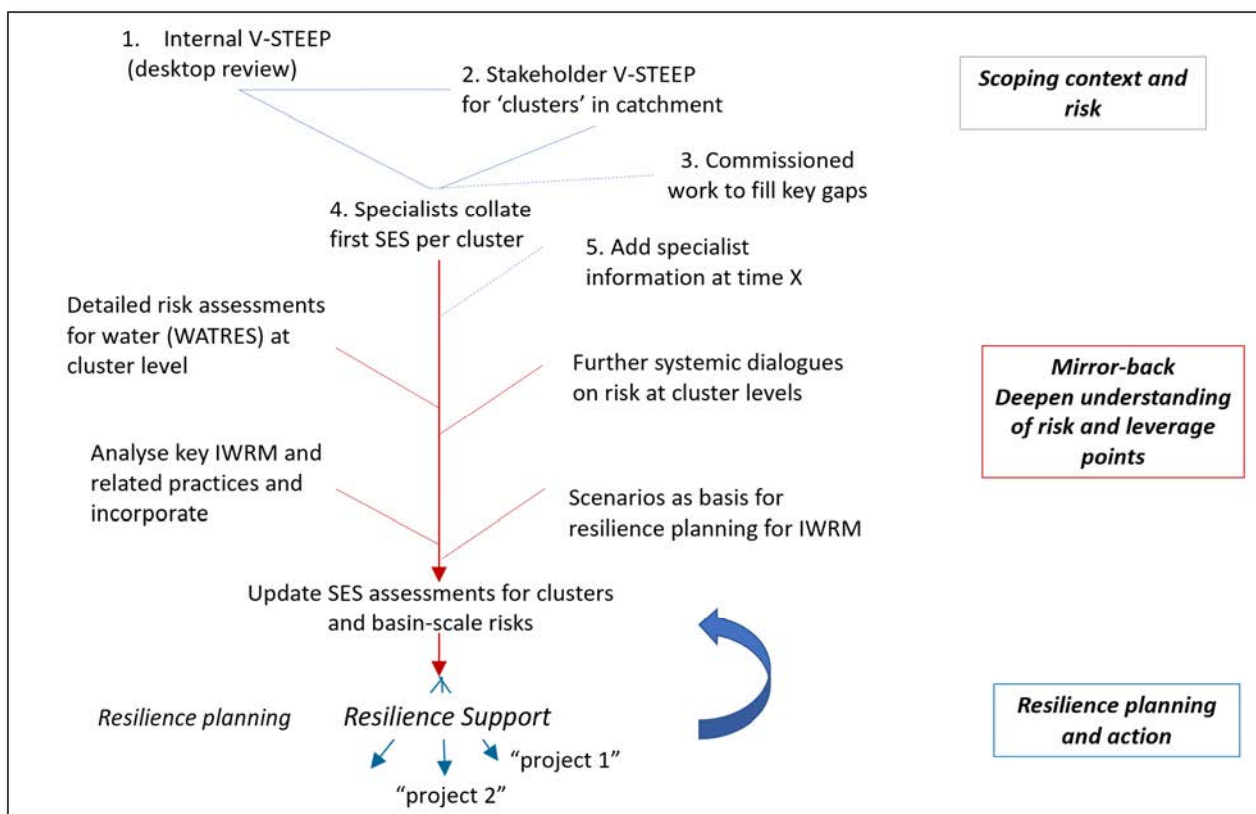 1. Internal V-STEEP
(desktop review)
2. Stakeholder V-STEEP
for ‘clusters’ in catchment
Scoping context and
risk
3. Commissioned
work to fill key gaps
4. Specialists collate
first SES per cluster
5. Add specialist
information at time X
Detailed risk assessments
for water (WATRES) at
cluster level
Further systemic dialogues
on risk at cluster levels
Mirror-back
Deepen understanding
of risk and leverage
points
Analyse key IWRM and
related practices and
incorporate
Scenarios as basis for
resilience planning for IWRM
Update SES assessments for clusters
and basin-scale risks
Resilience planning
Resilience Support
Resilience planning
and action
“project 1”
“project 2”